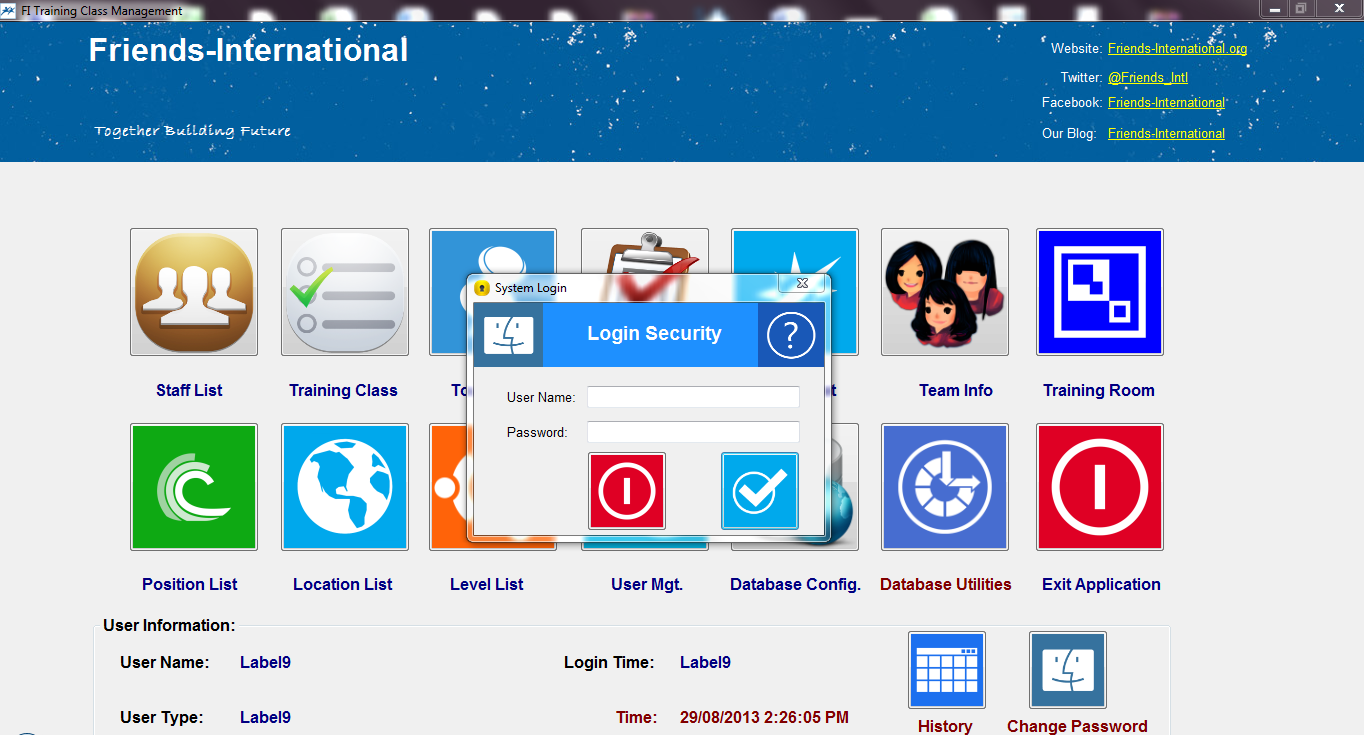 FI Training Class Management
Friends-International
Together Building Future
Website: Friends-International.org
Twitter: @Friends_Intl
Facebook: Friends-International
Our Blog: Friends-International
System Login
Login Security
?
User Name:
Password:
Staff List
Training Class
Team Info
Training Room
Position List
Location List
Level List
User Mgt.
Database Config.
Database Utilities
Exit Application
User Information:
User Name: Label9
Login Time: Label9
User Type: Label9
Time: 29/08/2013 2:26:05 PM
History
Change Password